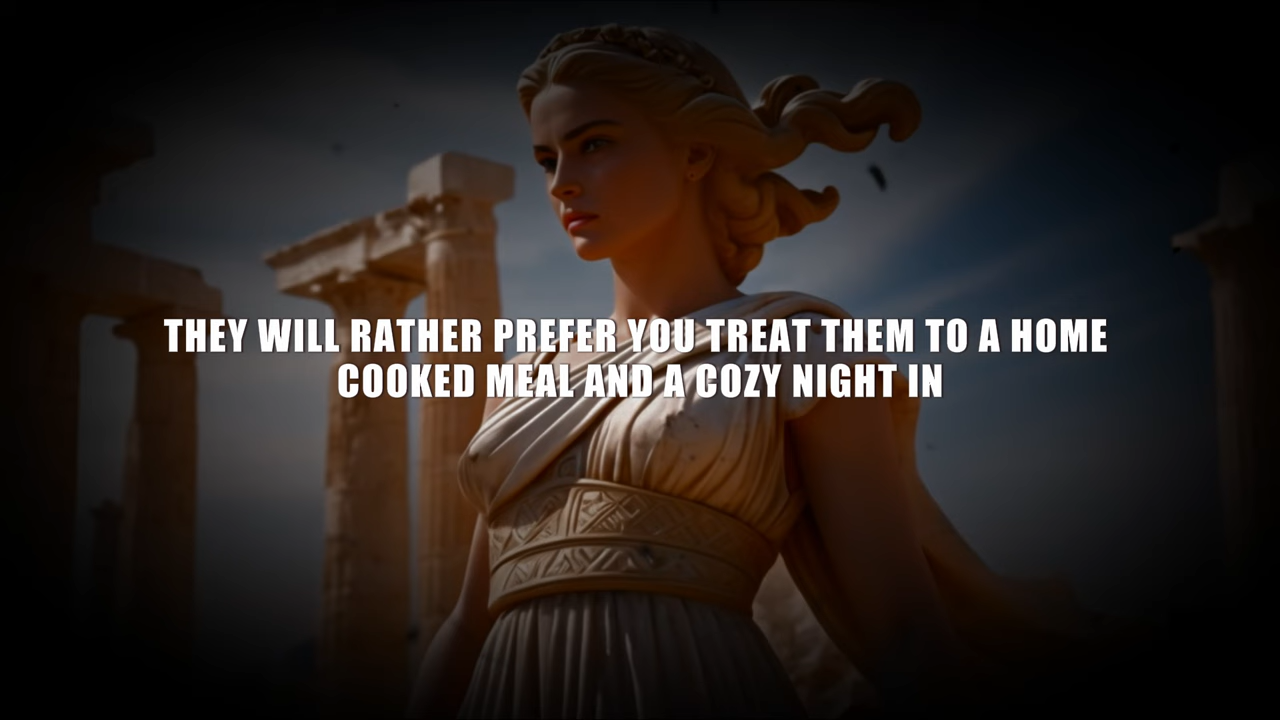 THEY WILL RATHER PREFER YOU TREAT THEM TO A HOME
COOKED MEAL AND A COZY NIGHT IN